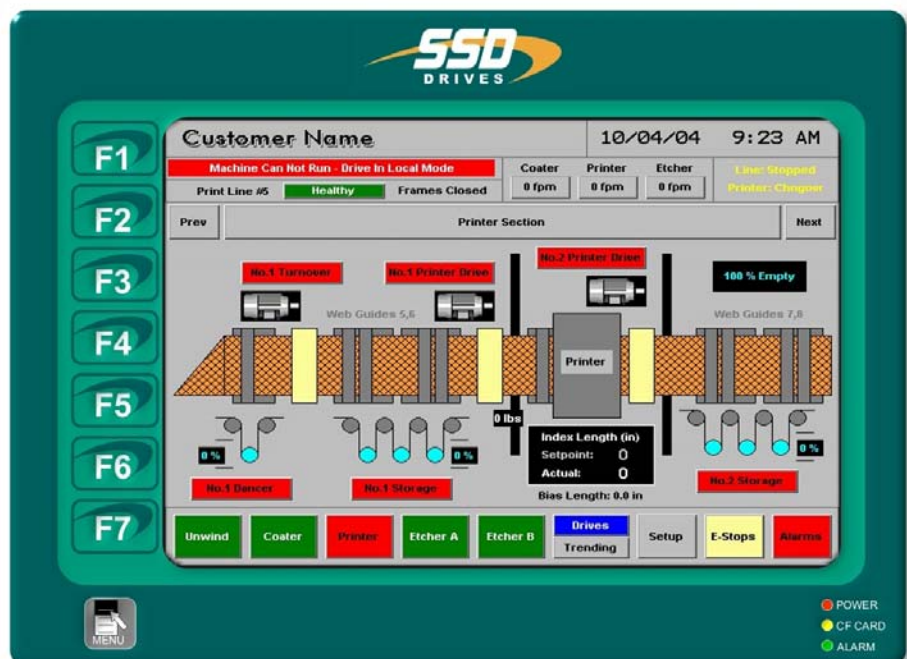 SSD
DRIVES
F1
F2
F3
F4
F5
F6
F7
Customer Name 10/04/04 9:23 AM
Machine Can Not Run - Drive In Local Mode
Coater Printer Etcher
Line: Stopped
Print Line #5 Healthy Frames Closed
0 fpm 0 fpm 0 fpm
Printer: Chngovr
Prev Printer Section Next
No.1 Turnover No.1 Printer Drive No.2 Printer Drive
100 % Empty
Web Guides 5,6 Web Guides 7,8
Printer
0 lbs
0 % 0 % 0 %
Index Length (in)
Setpoint: 0
Actual: 0
Bias Length: 0.0 in
No.1 Dancer No.1 Storage No.2 Storage
Unwind Coater Printer Etcher A Etcher B Drives Setup E-Stops Alarms
Trending
MENU
POWER
CF CARD
ALARM